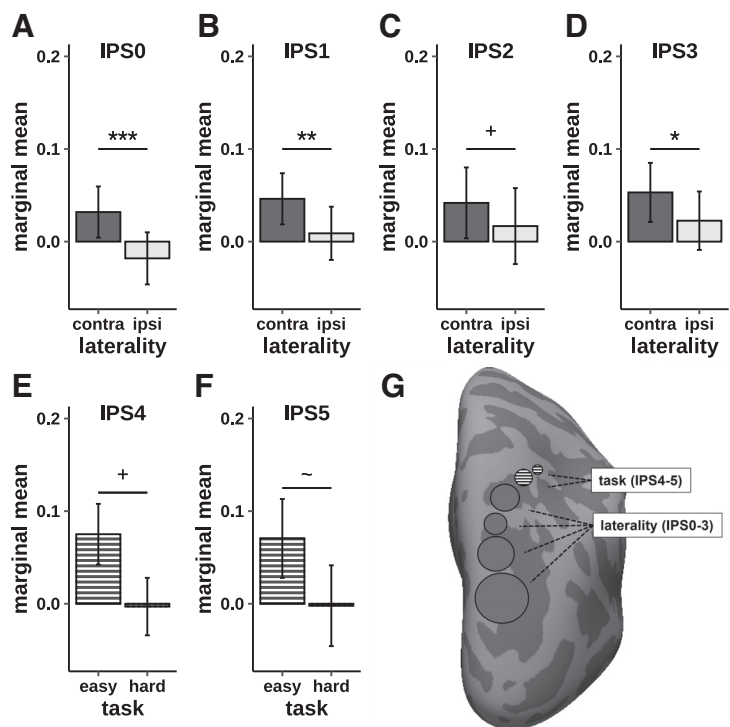 A
IPS0
marginal mean
0.2
0.1
0.0
***
contra ipsi
laterality
B
IPS1
marginal mean
0.2
0.1
0.0
**
contra ipsi
laterality
C
IPS2
marginal mean
0.2
0.1
0.0
+
contra ipsi
laterality
D
IPS3
marginal mean
0.2
0.1
0.0
*
contra ipsi
laterality
E
IPS4
marginal mean
0.2
0.1
0.0
+
easy hard
task
F
IPS5
marginal mean
0.2
0.1
0.0
~
easy hard
task
G
task (IPS4-5)
laterality (IPS0-3)